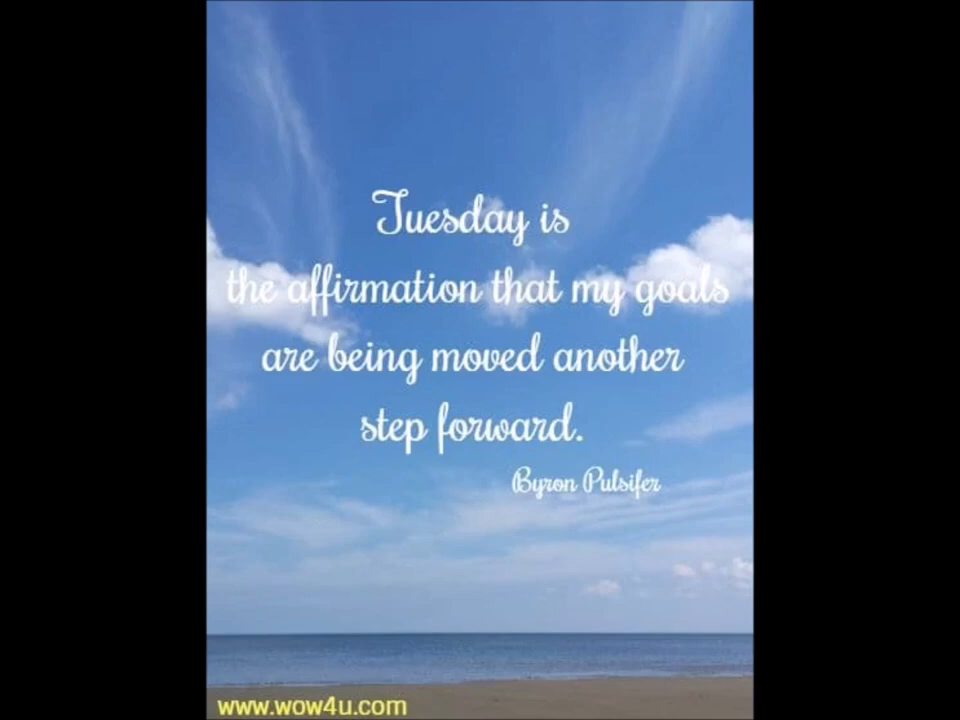 Tuesday is
the affirmation that my goals
are being moved another
step forward.
Byron Pulsifer
www.wow4u.com